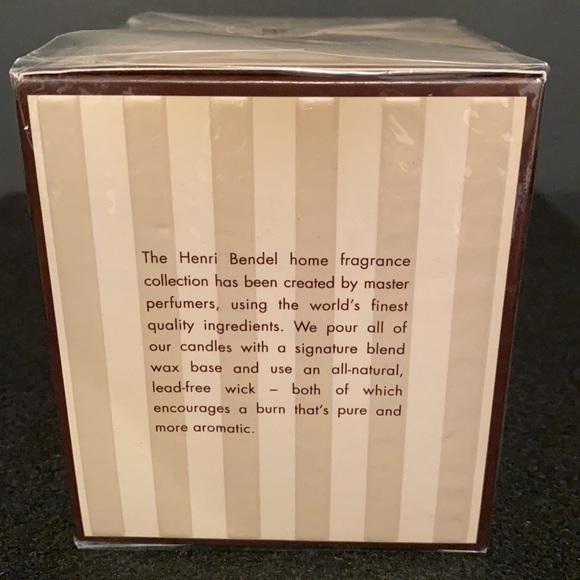 The Henri Bendel home fragrance
collection has been created by master
perfumers, using the world's finest
quality ingredients. We pour all of
our candles with a signature blend
wax base and use an all-natural,
lead-free wick – both of which
encourages a burn that's pure and
more aromatic.